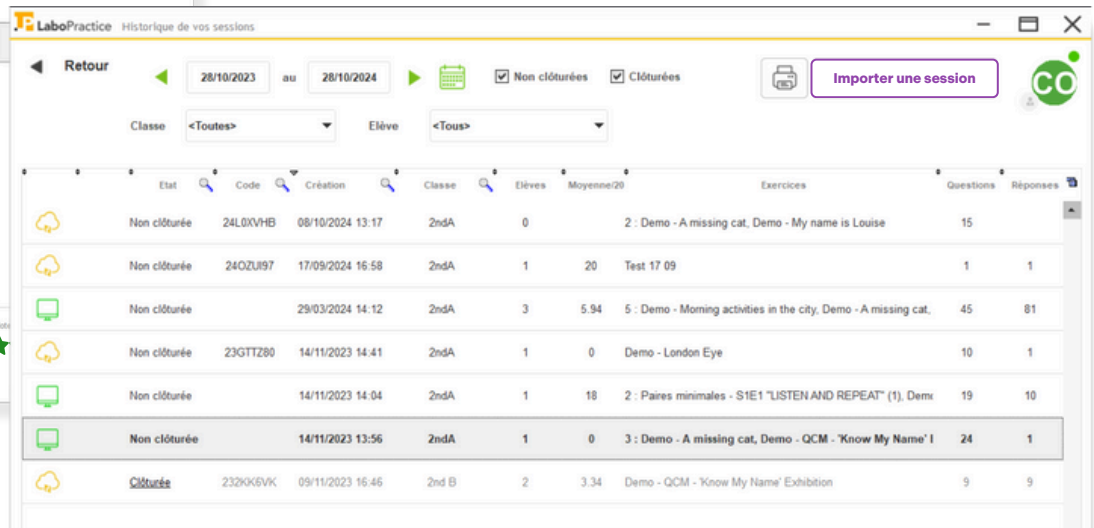 LaboPractice Historique de vos sessions
Retour 28/10/2023 au 28/10/2024 Non clôturées Clôturées Importer une session CO
Classe <Toutes> Elève <Tous>
Etat Code Création Classe Elèves Moyenne/20 Exercices Questions Réponses
Non clôturée 24L0XVHB 08/10/2024 13:17 2ndA 0 2 : Demo - A missing cat, Demo - My name is Louise 15
Non clôturée 24OZUI97 17/09/2024 16:58 2ndA 1 20 Test 17 09 1 1
Non clôturée 29/03/2024 14:12 2ndA 3 5.94 5 : Demo - Morning activities in the city, Demo - A missing cat, 45 81
Non clôturée 23GTTZ80 14/11/2023 14:41 2ndA 1 0 Demo - London Eye 10 1
Non clôturée 14/11/2023 14:04 2ndA 1 18 2 : Paires minimales - S1E1 "LISTEN AND REPEAT" (1), Demo 19 10
Non clôturée 14/11/2023 13:56 2ndA 1 0 3 : Demo - A missing cat, Demo - QCM - 'Know My Name' 24 1
Clôturée 232KK6VK 09/11/2023 16:46 2nd B 2 3.34 Demo - QCM - 'Know My Name' Exhibition 9 9